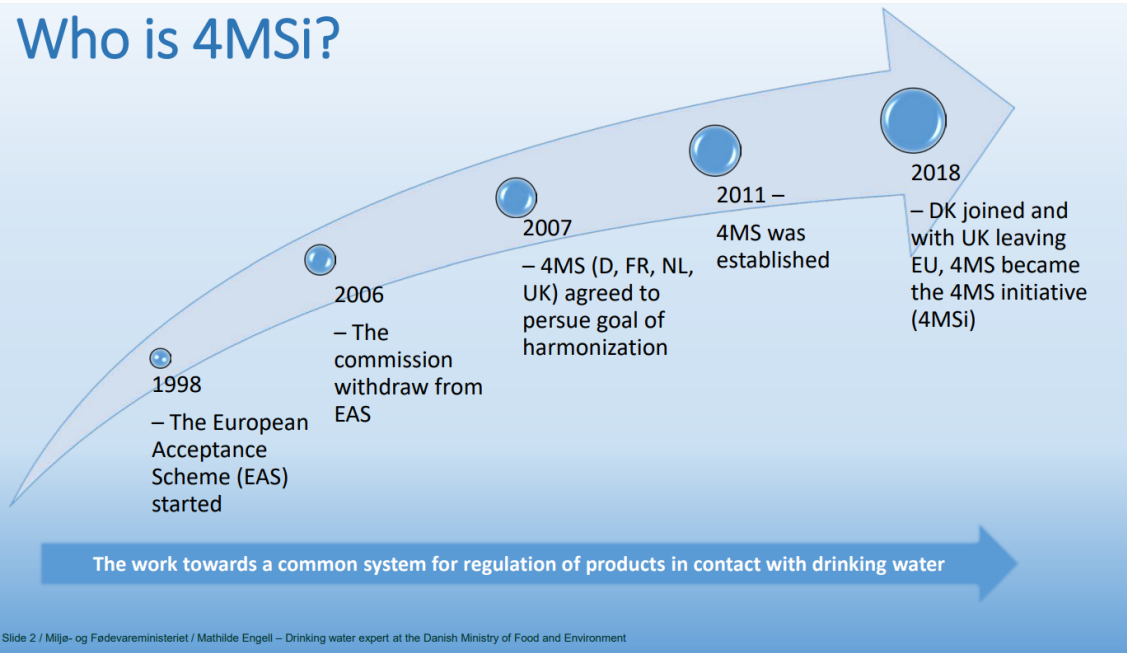 Who is 4MSi?
1998
– The European
Acceptance
Scheme (EAS)
started
2006
– The
commission
withdraw from
EAS
2007
– 4MS (D, FR, NL,
UK) agreed to
persue goal of
harmonization
2011 –
4MS was
established
2018
– DK joined and
with UK leaving
EU, 4MS became
the 4MS initiative
(4MSi)
The work towards a common system for regulation of products in contact with drinking water
Slide 2 / Miljø- og Fødevareministeriet / Mathilde Engell – Drinking water expert at the Danish Ministry of Food and Environment